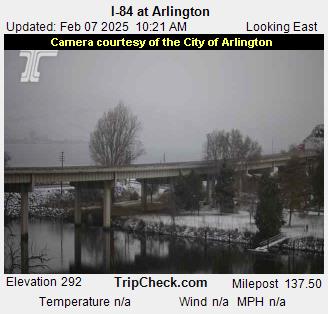 I-84 at Arlington
Updated: Feb 07 2025 10:21 AM Looking East
Camera courtesy of the City of Arlington
Elevation 292 TripCheck.com Milepost 137.50
Temperature n/a Wind n/a MPH n/a